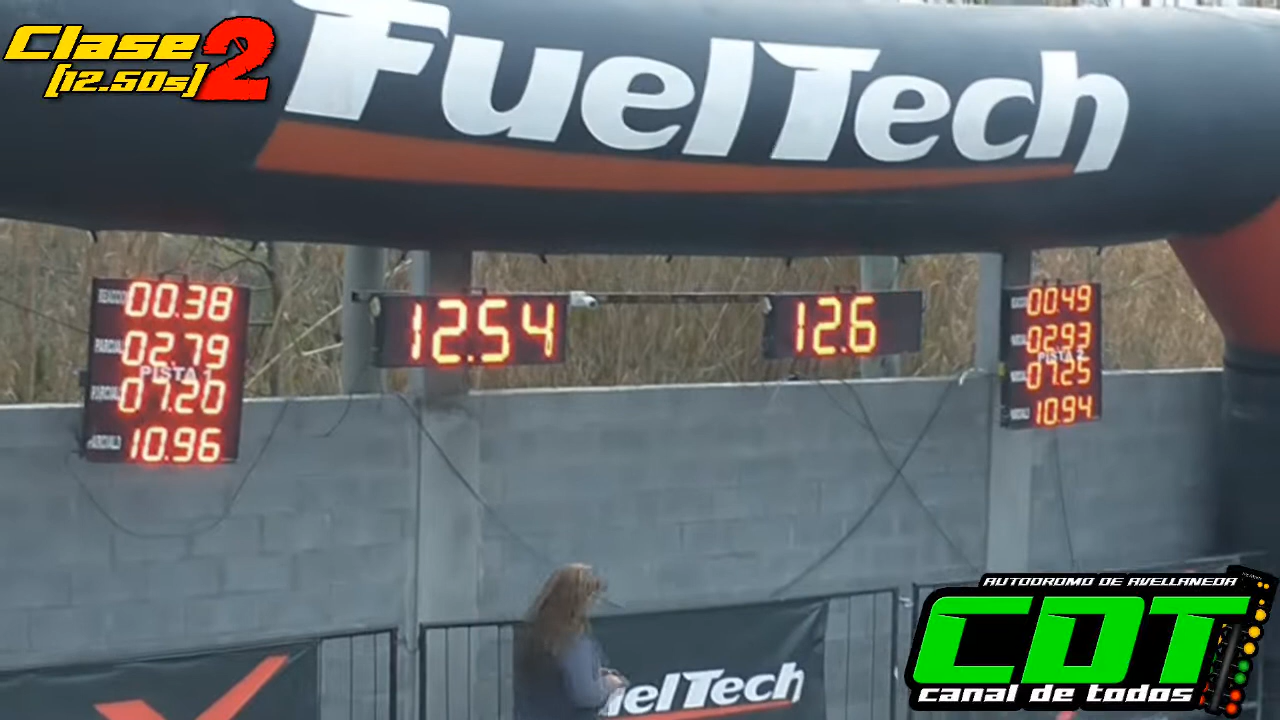 Clase 2
[12.50s]
FuelTech
00.38
02.79
PISTA 1
07.20
10.96
12.54
12.6
00.49
02.93
PISTA 2
07.25
10.94
AUTODROMO DE AVELLANEDA
CDT
canal de todos
uelTech